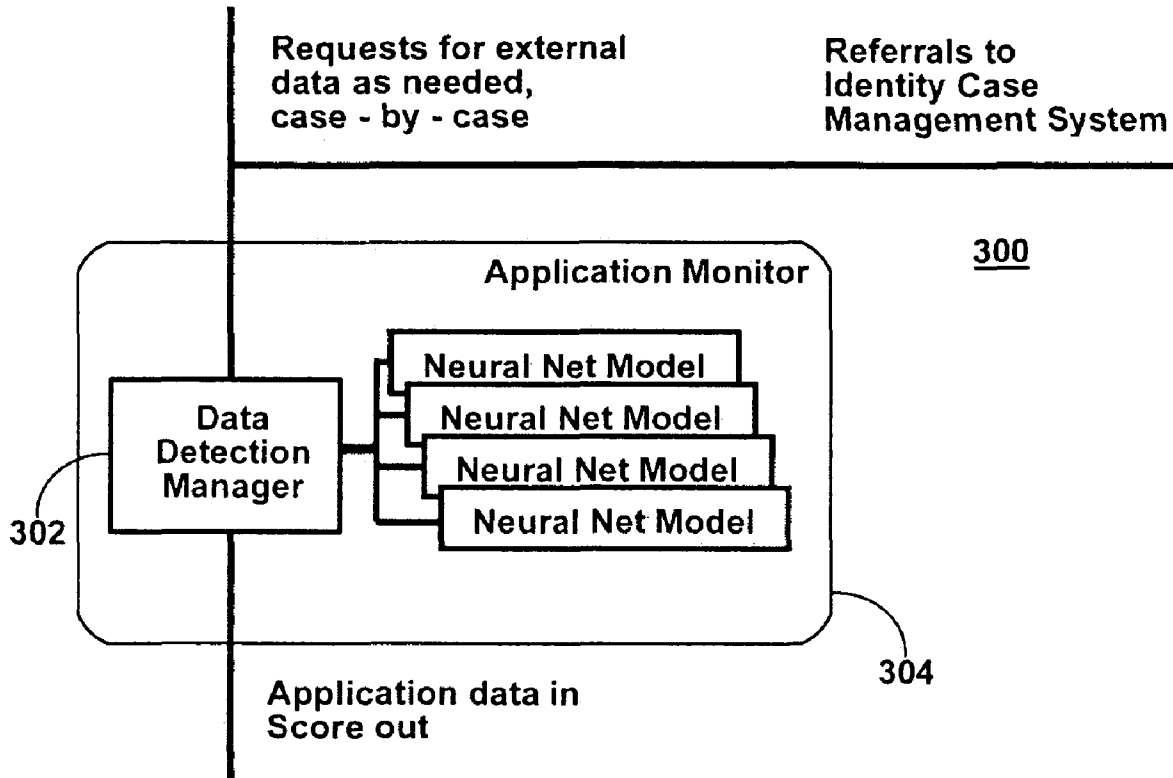 Requests for external
data as needed,
case - by - case
Referrals to
Identity Case
Management System
300
Application Monitor
Neural Net Model
Neural Net Model
Neural Net Model
Neural Net Model
Data
Detection
Manager
302
304
Application data in
Score out